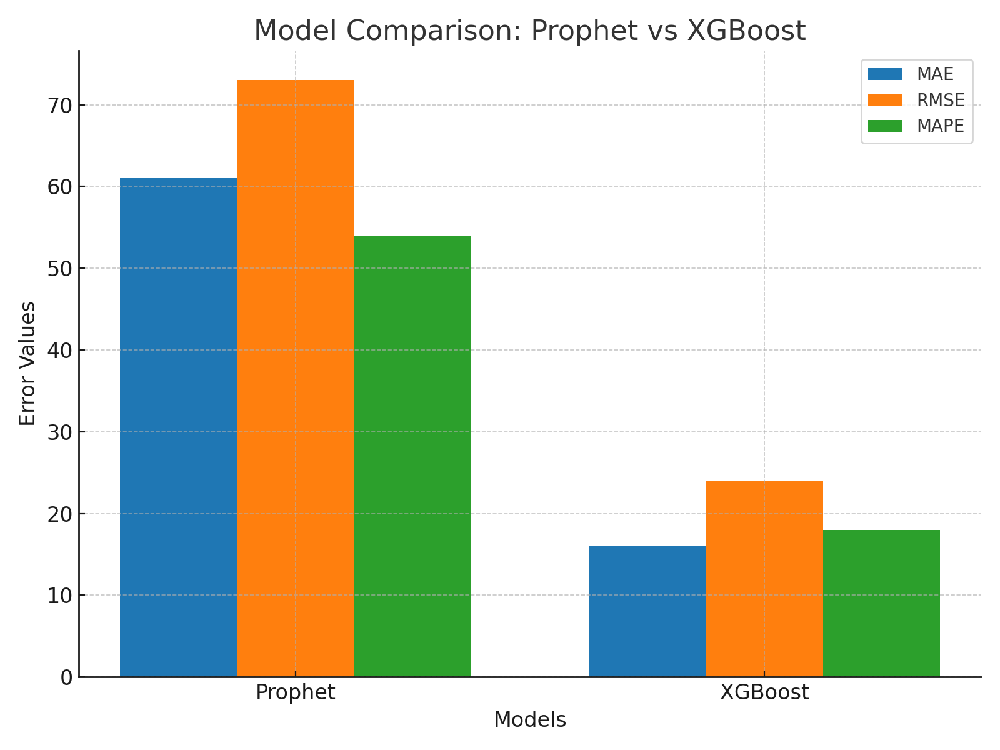 Model Comparison: Prophet vs XGBoost
MAE
RMSE
MAPE
70
60
50
40
30
20
10
0
Error Values
Prophet
XGBoost
Models